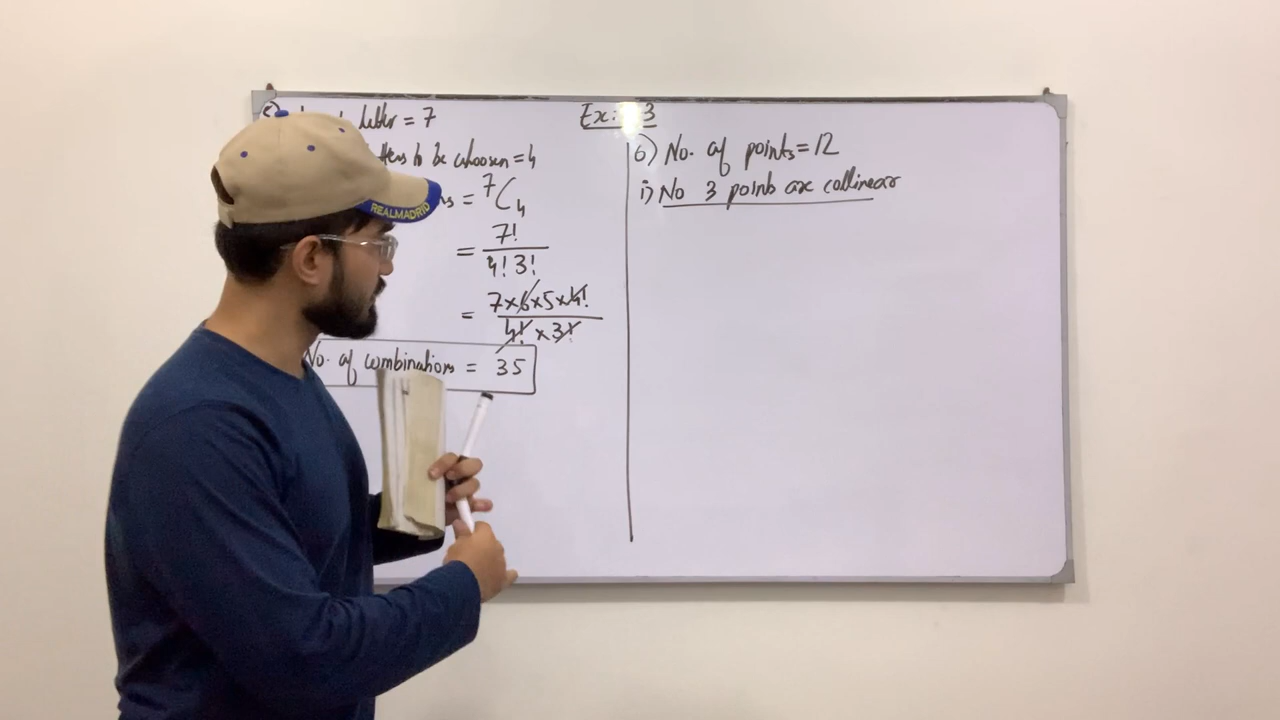 letter = 7
to be choosen = 4
= ⁷C₄
= 7! / 4! 3!
= 7×6×5×4! / 4! × 3!
No. of combinations = 35
REALMADRID
Ex: 3
6) No. of points = 12
i) No 3 points are collinear